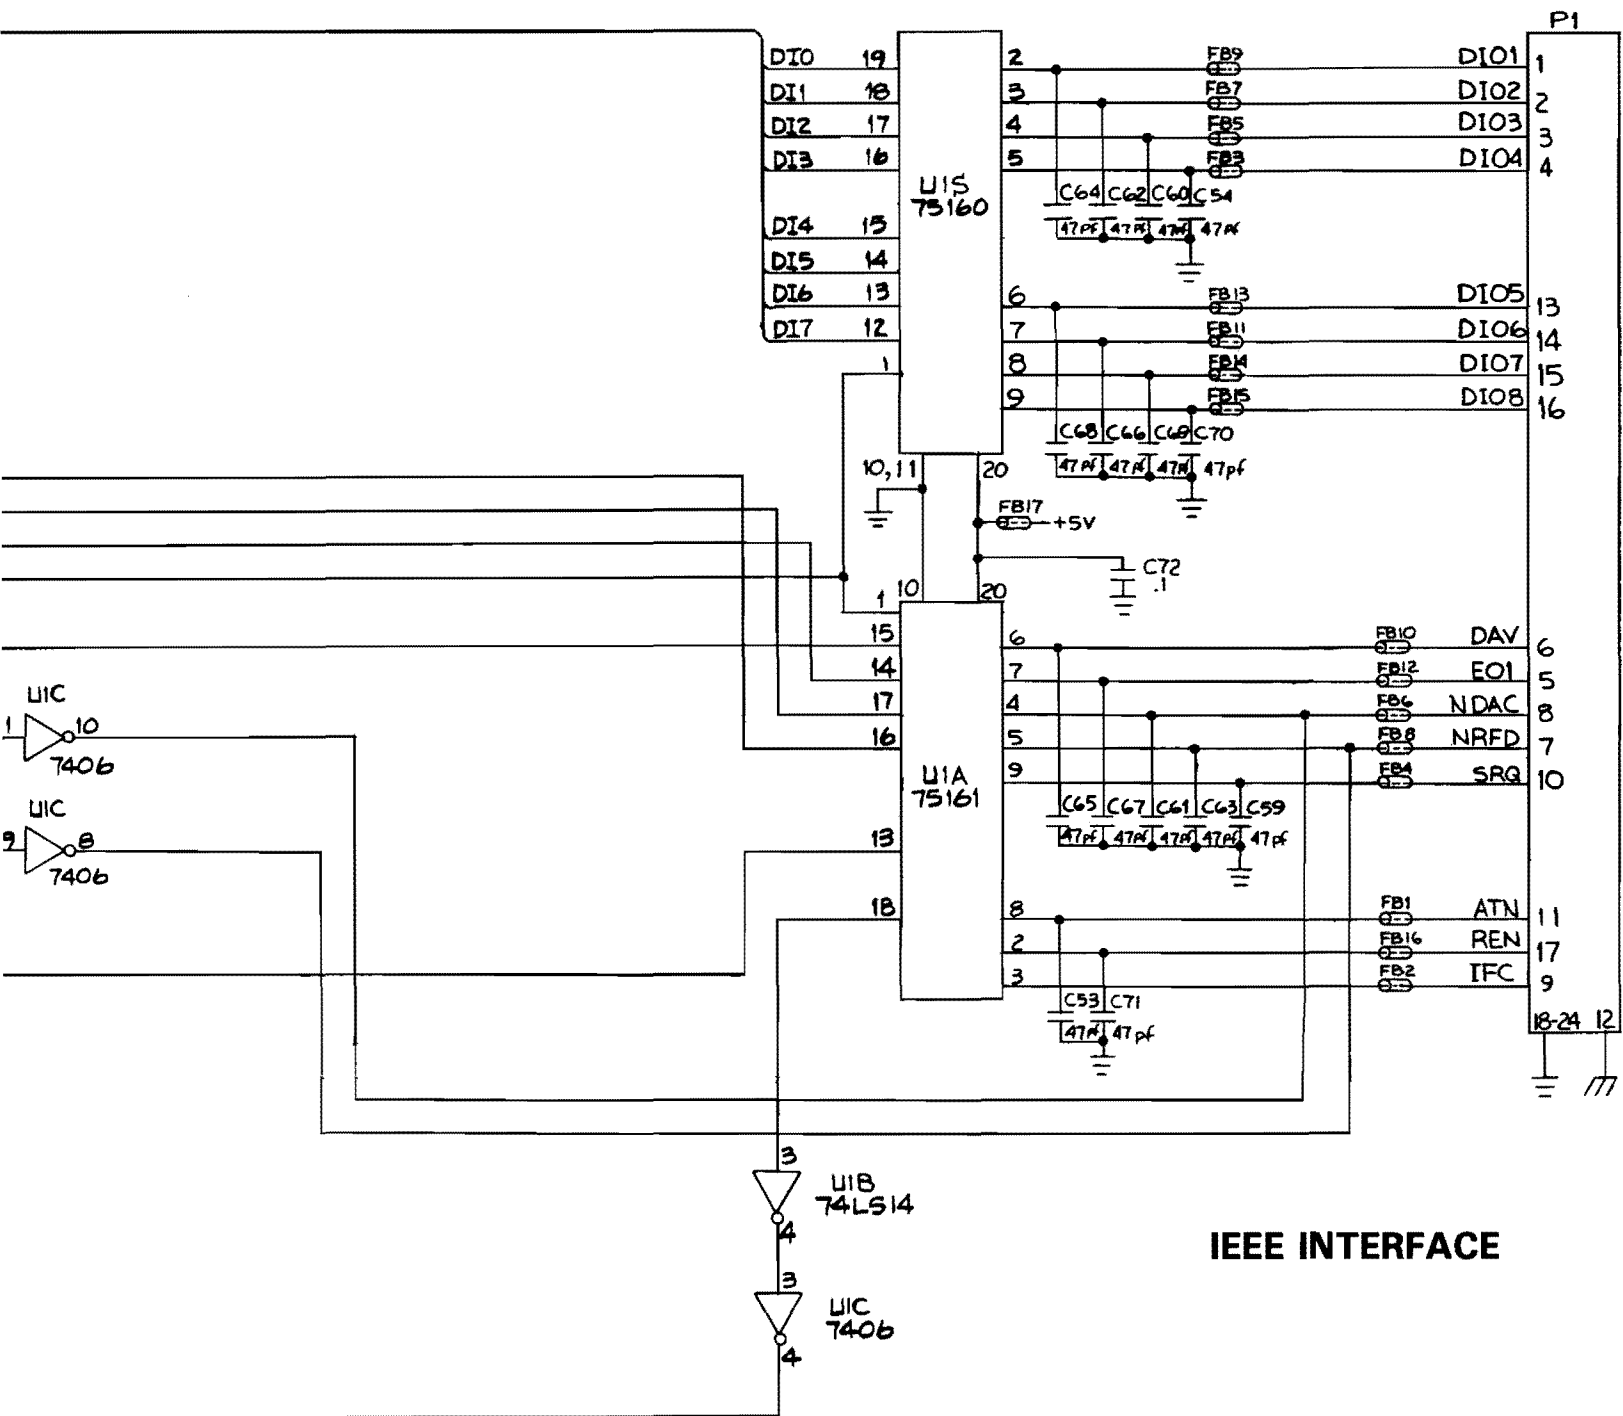 P1
DI0 19 2 FB9 DIO1 1
DI1 18 3 FB7 DIO2 2
DI2 17 4 FB5 DIO3 3
DI3 16 5 FB3 DIO4 4
U1S
75160
C64 C62 C60 C54
47pf 47pf 47pf 47pf
DI4 15
DI5 14
DI6 13 6 FB13 DIO5 13
DI7 12 7 FB11 DIO6 14
1 8 FB14 DIO7 15
9 FB15 DIO8 16
C68 C66 C69 C70
47pf 47pf 47pf 47pf
10,11 20
FB17
+5V
C72
.1
10 20
1
15 6 FB10 DAV 6
14 7 FB12 EO1 5
17 4 FB6 NDAC 8
16 5 FB8 NRFD 7
9 FB4 SRQ 10
U1A
75161
U1C
1 10
7406
U1C
9 8
7406
C65 C67 C61 C63 C59
47pf 47pf 47pf 47pf 47pf
13
18 8 FB1 ATN 11
2 FB16 REN 17
3 FB2 IFC 9
C53 C71
47pf 47pf
18-24 12
3
U1B
74LS14
4
3
U1C
7406
4
IEEE INTERFACE